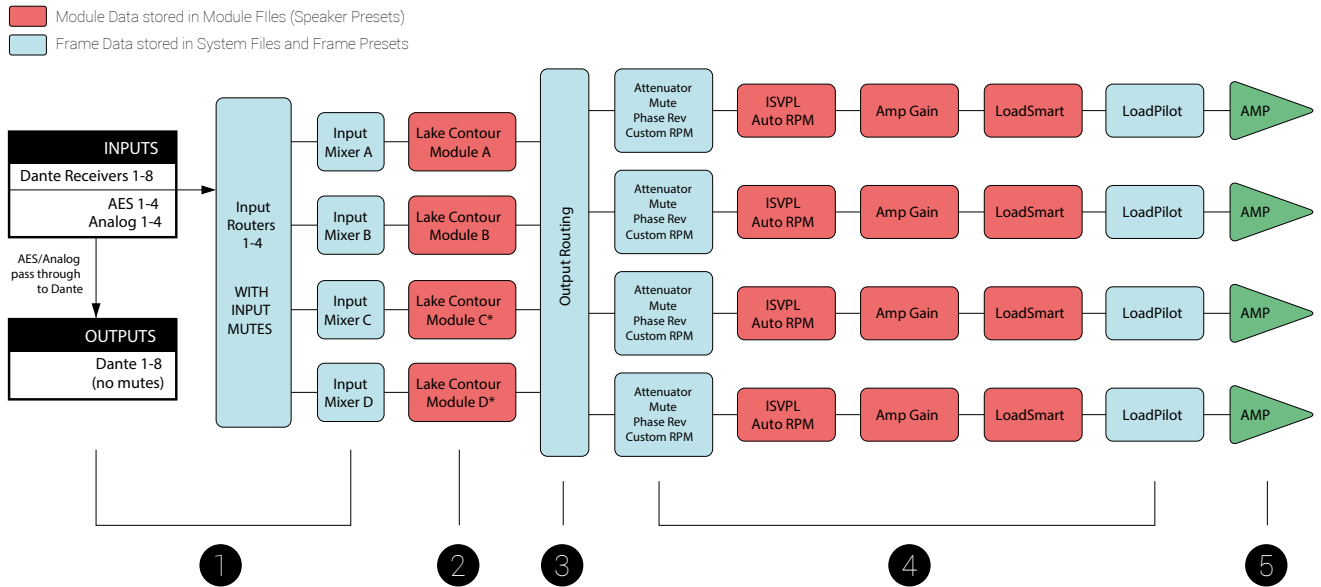 Module Data stored in Module FIles (Speaker Presets)
Frame Data stored in System Files and Frame Presets
INPUTS
Dante Receivers 1-8
AES 1-4
Analog 1-4
AES/Analog
pass through
to Dante
OUTPUTS
Dante 1-8
(no mutes)
Input
Routers
1-4
WITH
INPUT
MUTES
Input
Mixer A
Lake Contour
Module A
Input
Mixer B
Lake Contour
Module B
Input
Mixer C
Lake Contour
Module C*
Input
Mixer D
Lake Contour
Module D*
Output Routing
Attenuator
Mute
Phase Rev
Custom RPM
ISVPL
Auto RPM
Amp Gain
LoadSmart
LoadPilot
AMP
Attenuator
Mute
Phase Rev
Custom RPM
ISVPL
Auto RPM
Amp Gain
LoadSmart
LoadPilot
AMP
Attenuator
Mute
Phase Rev
Custom RPM
ISVPL
Auto RPM
Amp Gain
LoadSmart
LoadPilot
AMP
Attenuator
Mute
Phase Rev
Custom RPM
ISVPL
Auto RPM
Amp Gain
LoadSmart
LoadPilot
AMP
1
2
3
4
5